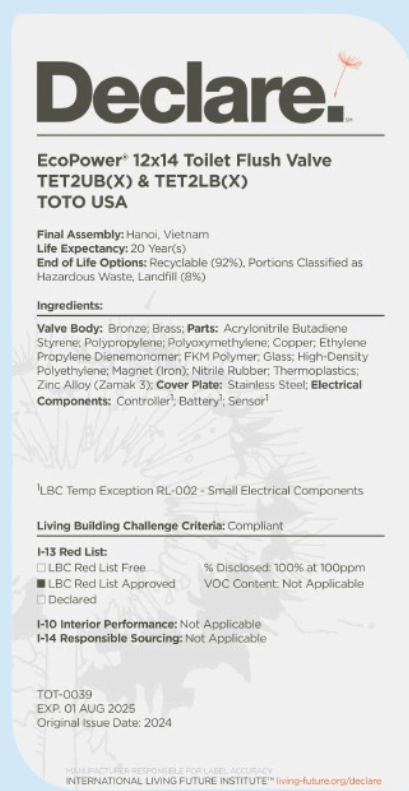 Declare.
SM
EcoPower® 12x14 Toilet Flush Valve
TET2UB(X) & TET2LB(X)
TOTO USA
Final Assembly: Hanoi, Vietnam
Life Expectancy: 20 Year(s)
End of Life Options: Recyclable (92%), Portions Classified as
Hazardous Waste, Landfill (8%)
Ingredients:
Valve Body: Bronze; Brass; Parts: Acrylonitrile Butadiene
Styrene; Polypropylene; Polyoxymethylene; Copper; Ethylene
Propylene Dienemonomer; FKM Polymer; Glass; High-Density
Polyethylene; Magnet (Iron); Nitrile Rubber; Thermoplastics;
Zinc Alloy (Zamak 3); Cover Plate: Stainless Steel; Electrical
Components: Controller¹; Battery¹; Sensor¹
¹LBC Temp Exception RL-002 - Small Electrical Components
Living Building Challenge Criteria: Compliant
I-13 Red List:
☐ LBC Red List Free % Disclosed: 100% at 100ppm
■ LBC Red List Approved VOC Content: Not Applicable
☐ Declared
I-10 Interior Performance: Not Applicable
I-14 Responsible Sourcing: Not Applicable
TOT-0039
EXP. 01 AUG 2025
Original Issue Date: 2024
MANUFACTURER RESPONSIBLE FOR LABEL ACCURACY
INTERNATIONAL LIVING FUTURE INSTITUTE™ living-future.org/declare